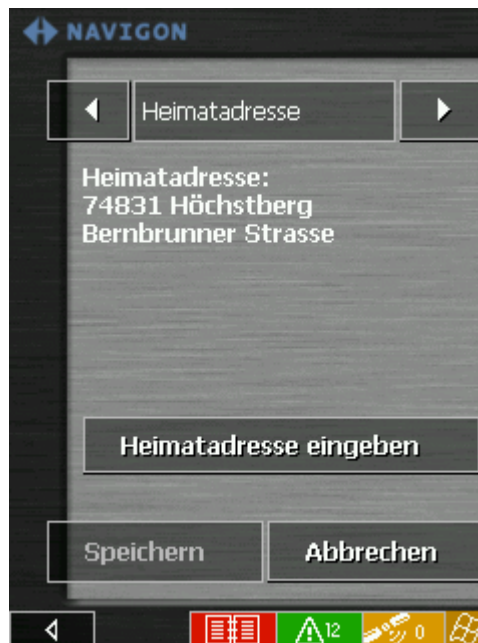 NAVIGON
Heimatadresse
Heimatadresse:
74831 Höchstberg
Bernbrunner Strasse
Heimatadresse eingeben
Speichern Abbrechen
12 0